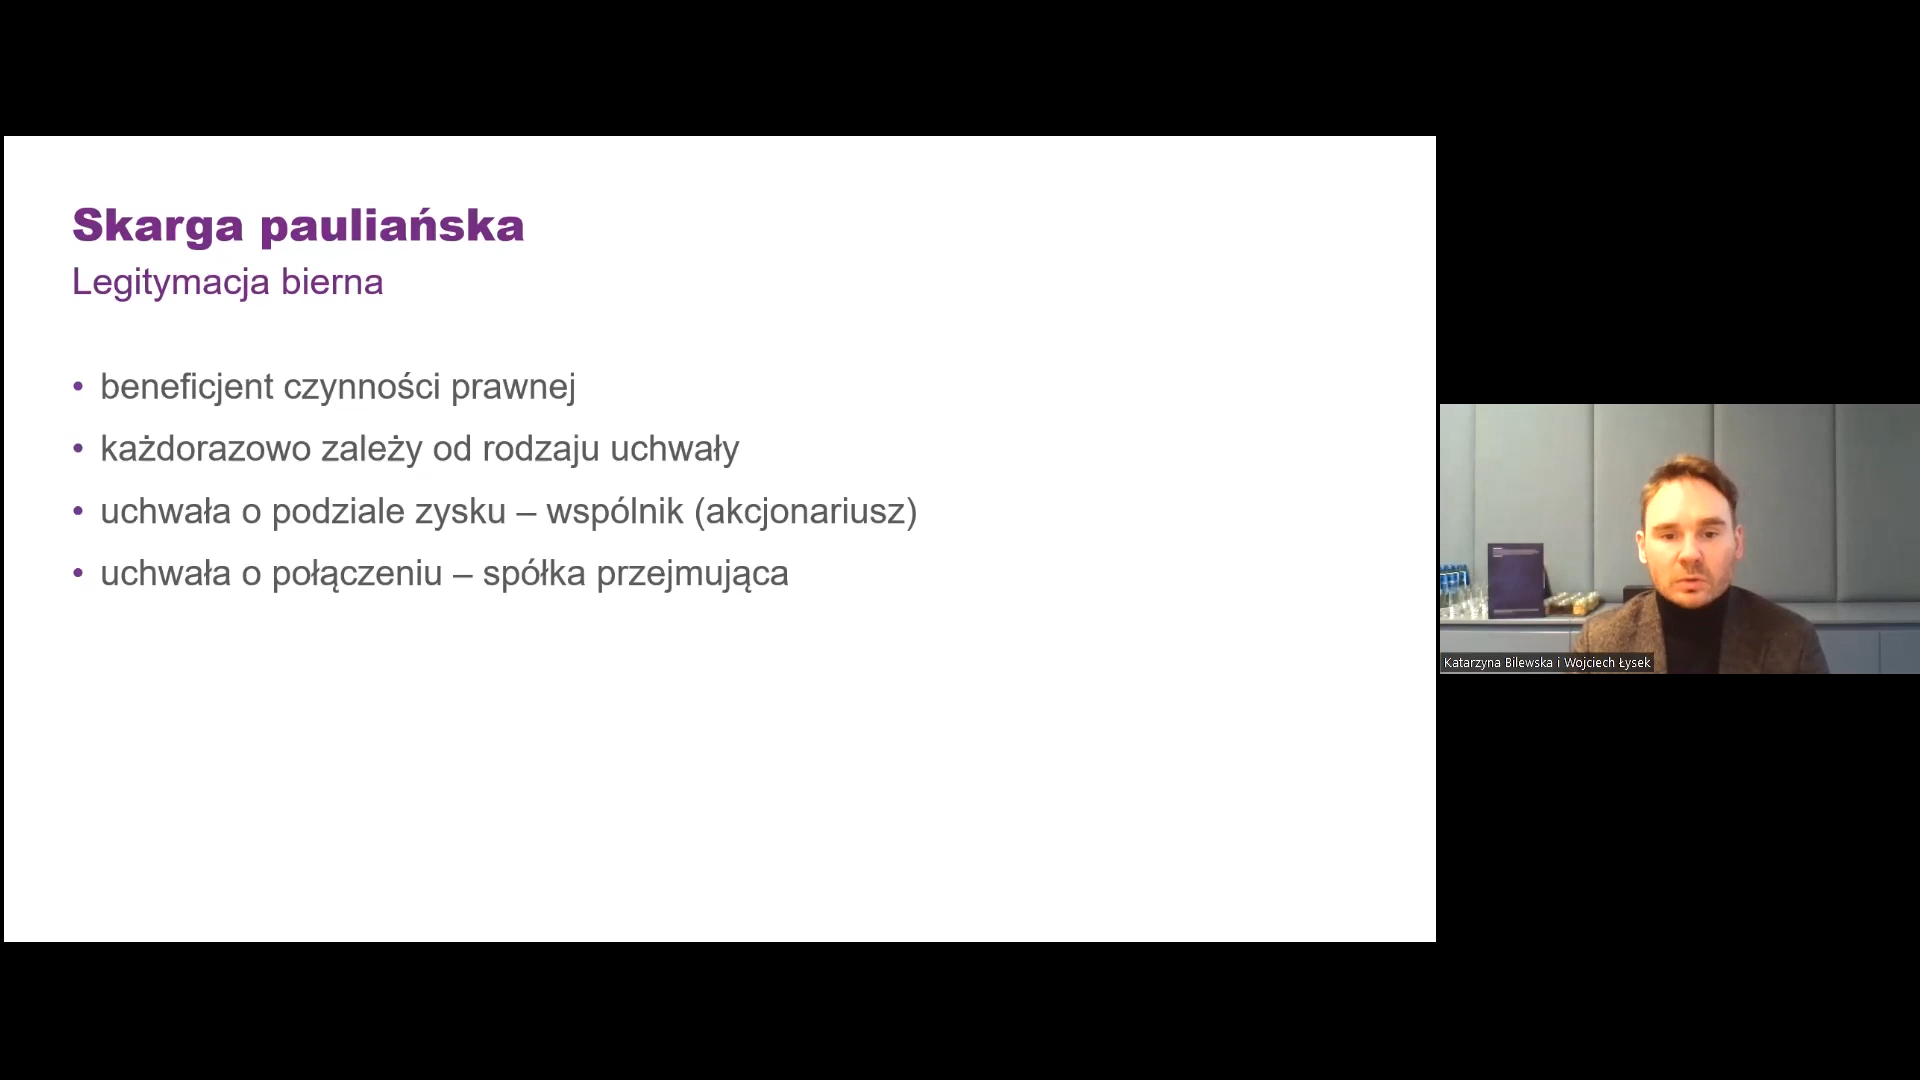 Skarga pauliańska
Legitymacja bierna
• beneficjent czynności prawnej
• każdorazowo zależy od rodzaju uchwały
• uchwała o podziale zysku – wspólnik (akcjonariusz)
• uchwała o połączeniu – spółka przejmująca
Katarzyna Bilewska i Wojciech Łysek